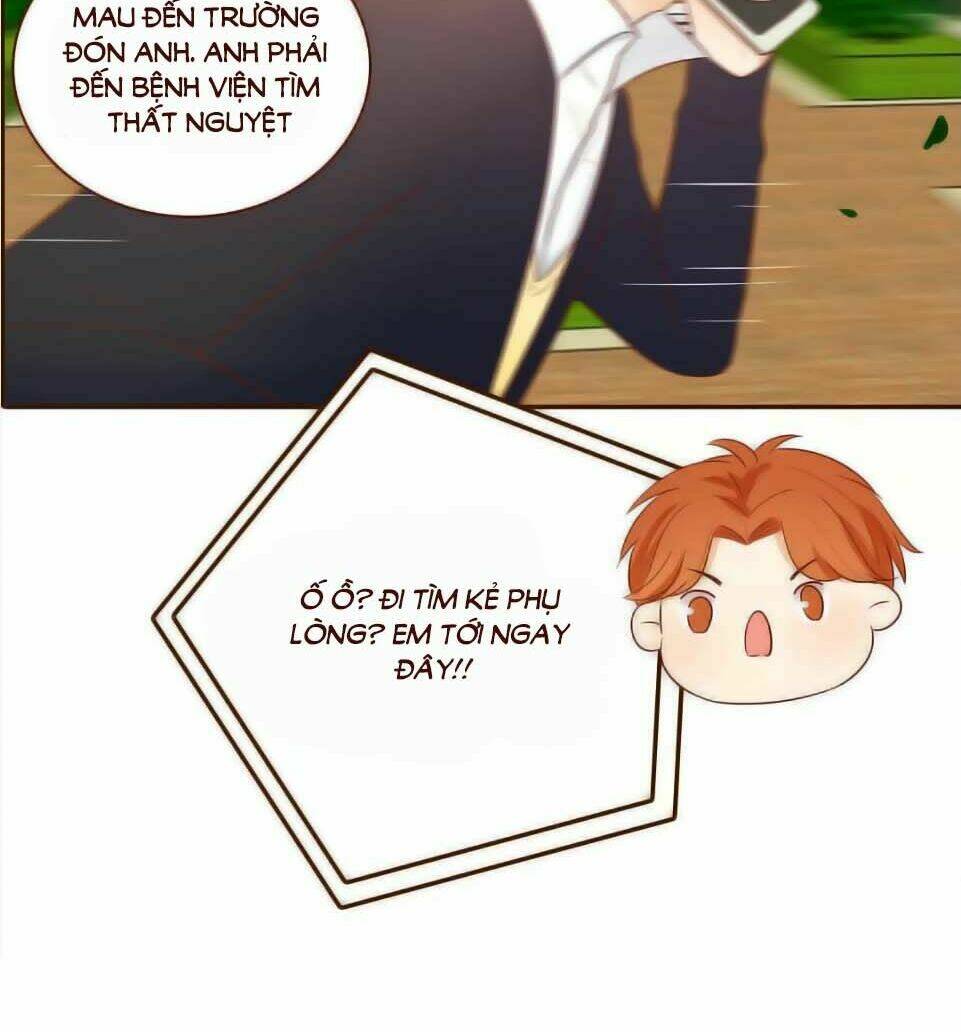 MAU ĐẾN TRƯỜNG
ĐÓN ANH. ANH PHẢI
ĐẾN BỆNH VIỆN TÌM
THẤT NGUYỆT
Ố Ồ? ĐI TÌM KẺ PHỤ
LÒNG? EM TỚI NGAY
ĐÂY!!